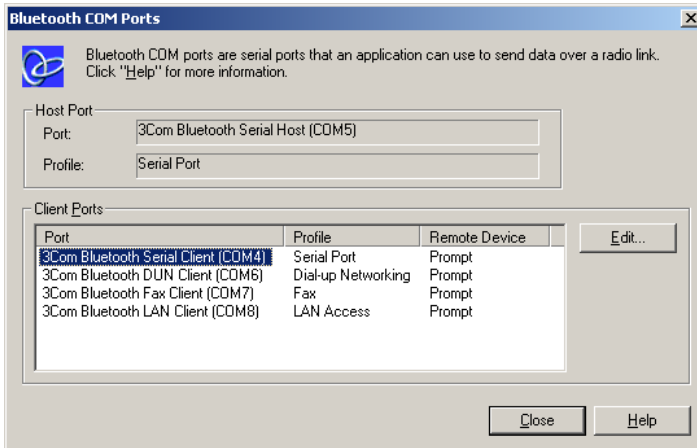 Bluetooth COM Ports
Bluetooth COM ports are serial ports that an application can use to send data over a radio link.
Click "Help" for more information.
Host Port
Port: 3Com Bluetooth Serial Host (COM5)
Profile: Serial Port
Client Ports
Port Profile Remote Device
3Com Bluetooth Serial Client (COM4) Serial Port Prompt
3Com Bluetooth DUN Client (COM6) Dial-up Networking Prompt
3Com Bluetooth Fax Client (COM7) Fax Prompt
3Com Bluetooth LAN Client (COM8) LAN Access Prompt
Edit...
Close Help